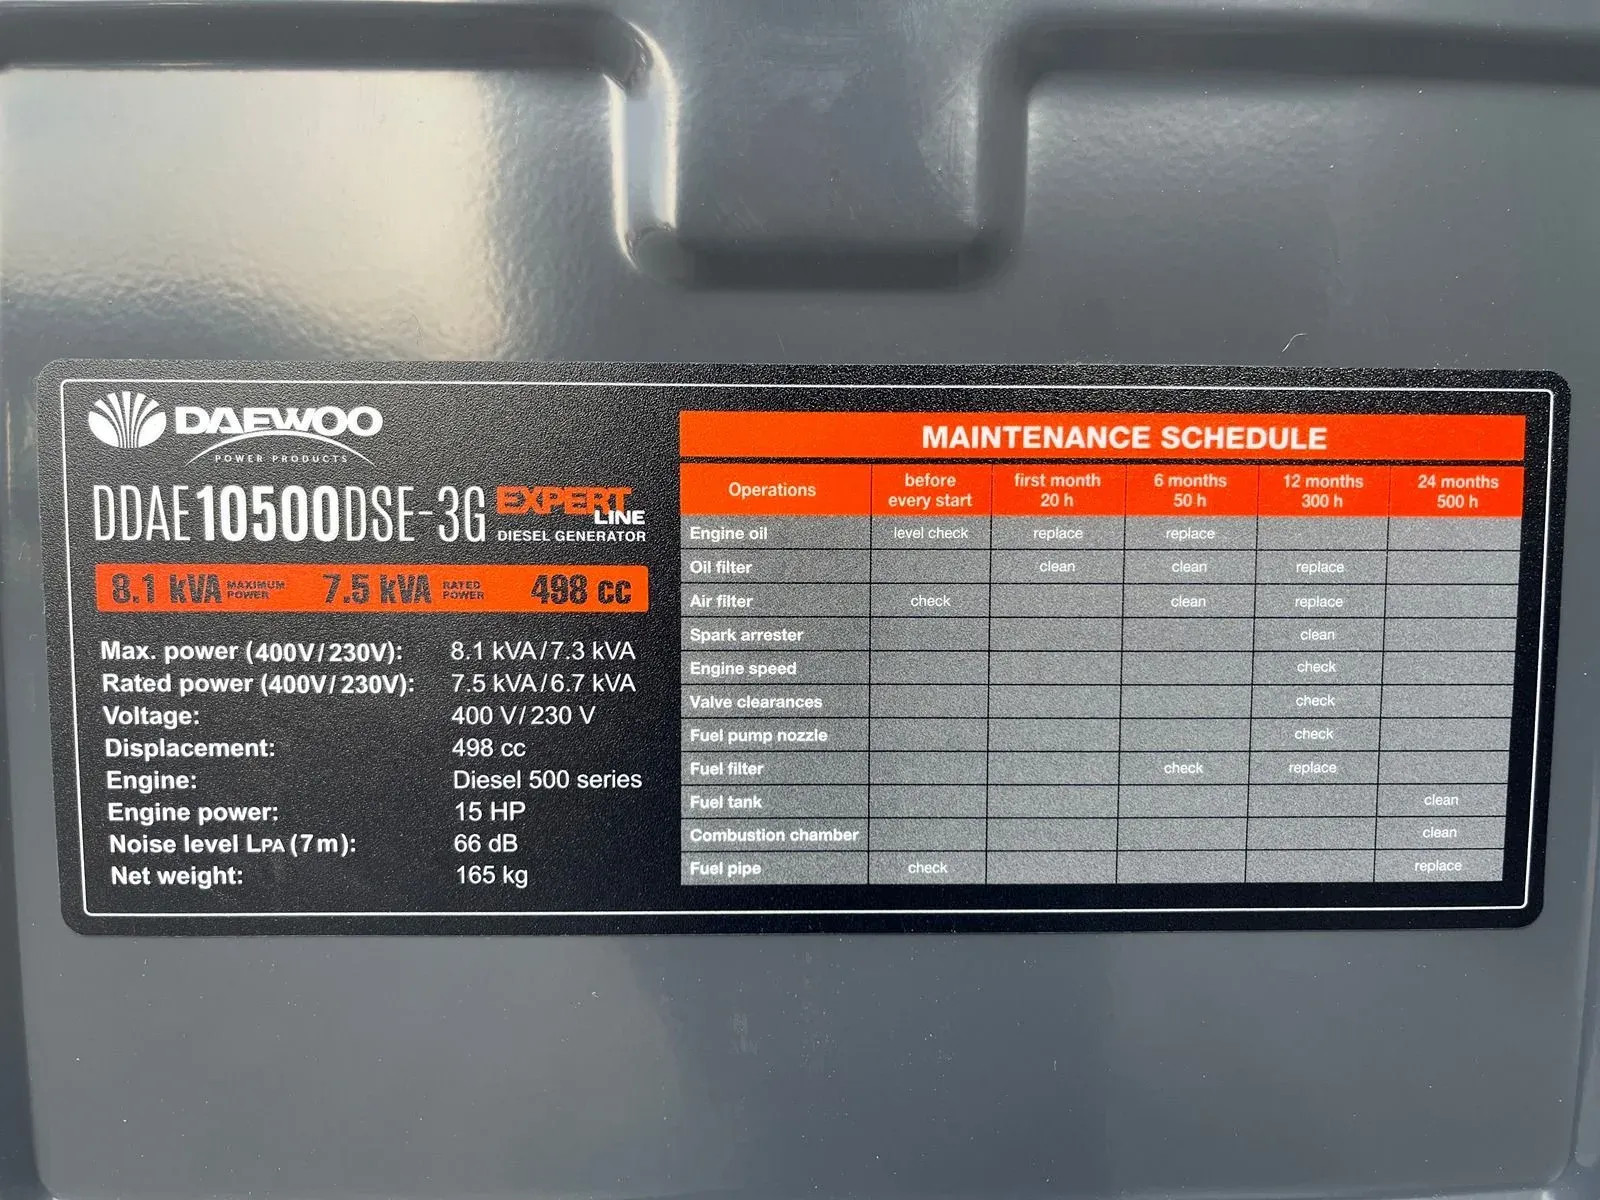 DAEWOO
POWER PRODUCTS
DDAE10500DSE-3G EXPERT LINE
DIESEL GENERATOR
8.1 kVA MAXIMUM POWER 7.5 kVA RATED POWER 498 cc
Max. power (400V/230V): 8.1 kVA/7.3 kVA
Rated power (400V/230V): 7.5 kVA/6.7 kVA
Voltage: 400 V/230 V
Displacement: 498 cc
Engine: Diesel 500 series
Engine power: 15 HP
Noise level LPA (7m): 66 dB
Net weight: 165 kg
MAINTENANCE SCHEDULE
Operations before every start first month 20 h 6 months 50 h 12 months 300 h 24 months 500 h
Engine oil level check replace replace
Oil filter clean clean replace
Air filter check clean replace
Spark arrester clean
Engine speed check
Valve clearances check
Fuel pump nozzle check
Fuel filter check replace
Fuel tank clean
Combustion chamber clean
Fuel pipe check replace